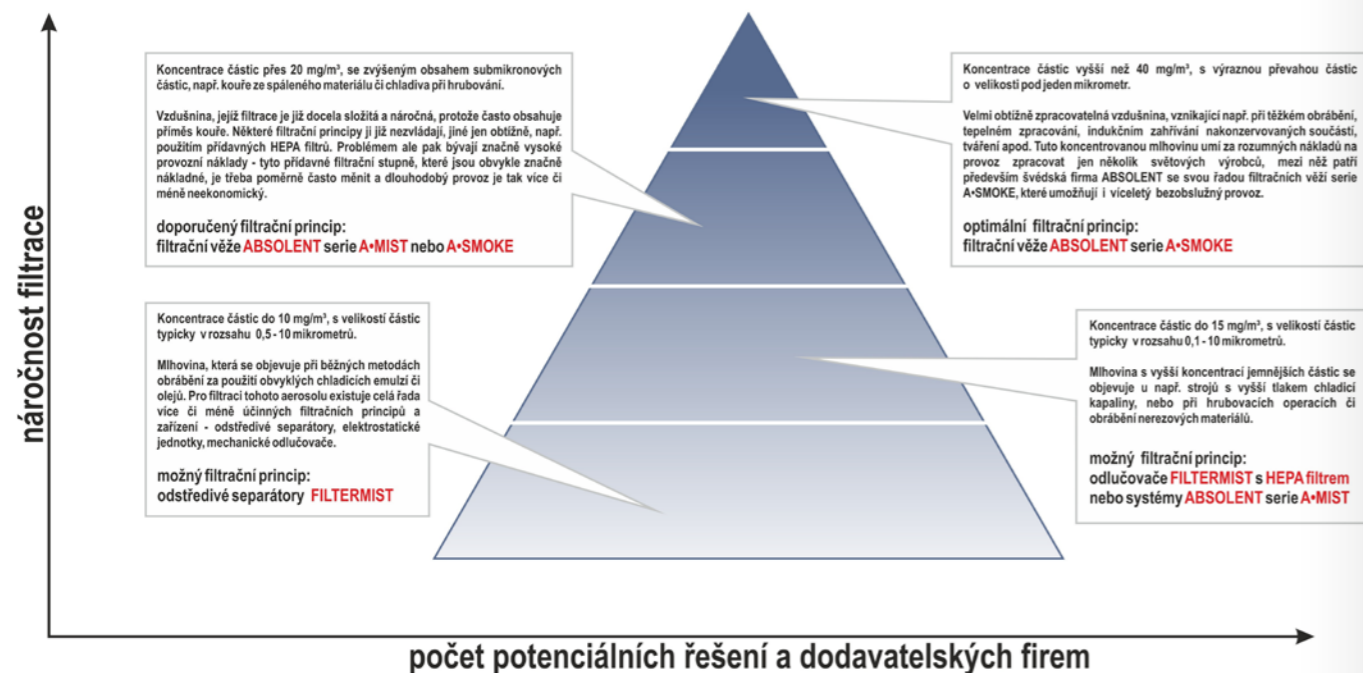 náročnost filtrace
Koncentrace částic přes 20 mg/m³, se zvýšeným obsahem submikronových
částic, např. kouře ze spáleného materiálu či chladiva při hrubování.
Vzdušnina, jejíž filtrace je již docela složitá a náročná, protože často obsahuje
příměs kouře. Některé filtrační principy ji již nezvládají, jiné jen obtížně, např.
použitím přídavných HEPA filtrů. Problémem ale pak bývají značně vysoké
provozní náklady - tyto přídavné filtrační stupně, které jsou obvykle značně
nákladné, je třeba poměrně často měnit a dlouhodobý provoz je tak více či
méně neekonomický.
doporučený filtrační princip:
filtrační věže ABSOLENT serie A•MIST nebo A•SMOKE
Koncentrace částic vyšší než 40 mg/m³, s výraznou převahou částic
o velikosti pod jeden mikrometr.
Velmi obtížně zpracovatelná vzdušnina, vznikající např. při těžkém obrábění,
tepelném zpracování, indukčním zahřívání nakonzervovaných součástí,
tváření apod. Tuto koncentrovanou mlhovinu umí za rozumných nákladů na
provoz zpracovat jen několik světových výrobců, mezi něž patří
především švédská firma ABSOLENT se svou řadou filtračních věží serie
A•SMOKE, které umožňují i víceletý bezobslužný provoz.
optimální filtrační princip:
filtrační věže ABSOLENT serie A•SMOKE
Koncentrace částic do 10 mg/m³, s velikostí částic
typicky v rozsahu 0,5 - 10 mikrometrů.
Mlhovina, která se objevuje při běžných metodách
obrábění za použití obvyklých chladicích emulzí či
olejů. Pro filtraci tohoto aerosolu existuje celá řada
více či méně účinných filtračních principů a
zařízení - odstředivé separátory, elektrostatické
jednotky, mechanické odlučovače.
možný filtrační princip:
odstředivé separátory FILTERMIST
Koncentrace částic do 15 mg/m³, s velikostí částic
typicky v rozsahu 0,1 - 10 mikrometrů.
Mlhovina s vyšší koncentrací jemnějších částic se
objevuje u např. strojů s vyšší tlakem chladicí
kapaliny, nebo při hrubovacích operacích či
obrábění nerezových materiálů.
možný filtrační princip:
odlučovače FILTERMIST s HEPA filtrem
nebo systémy ABSOLENT serie A•MIST
počet potenciálních řešení a dodavatelských firem